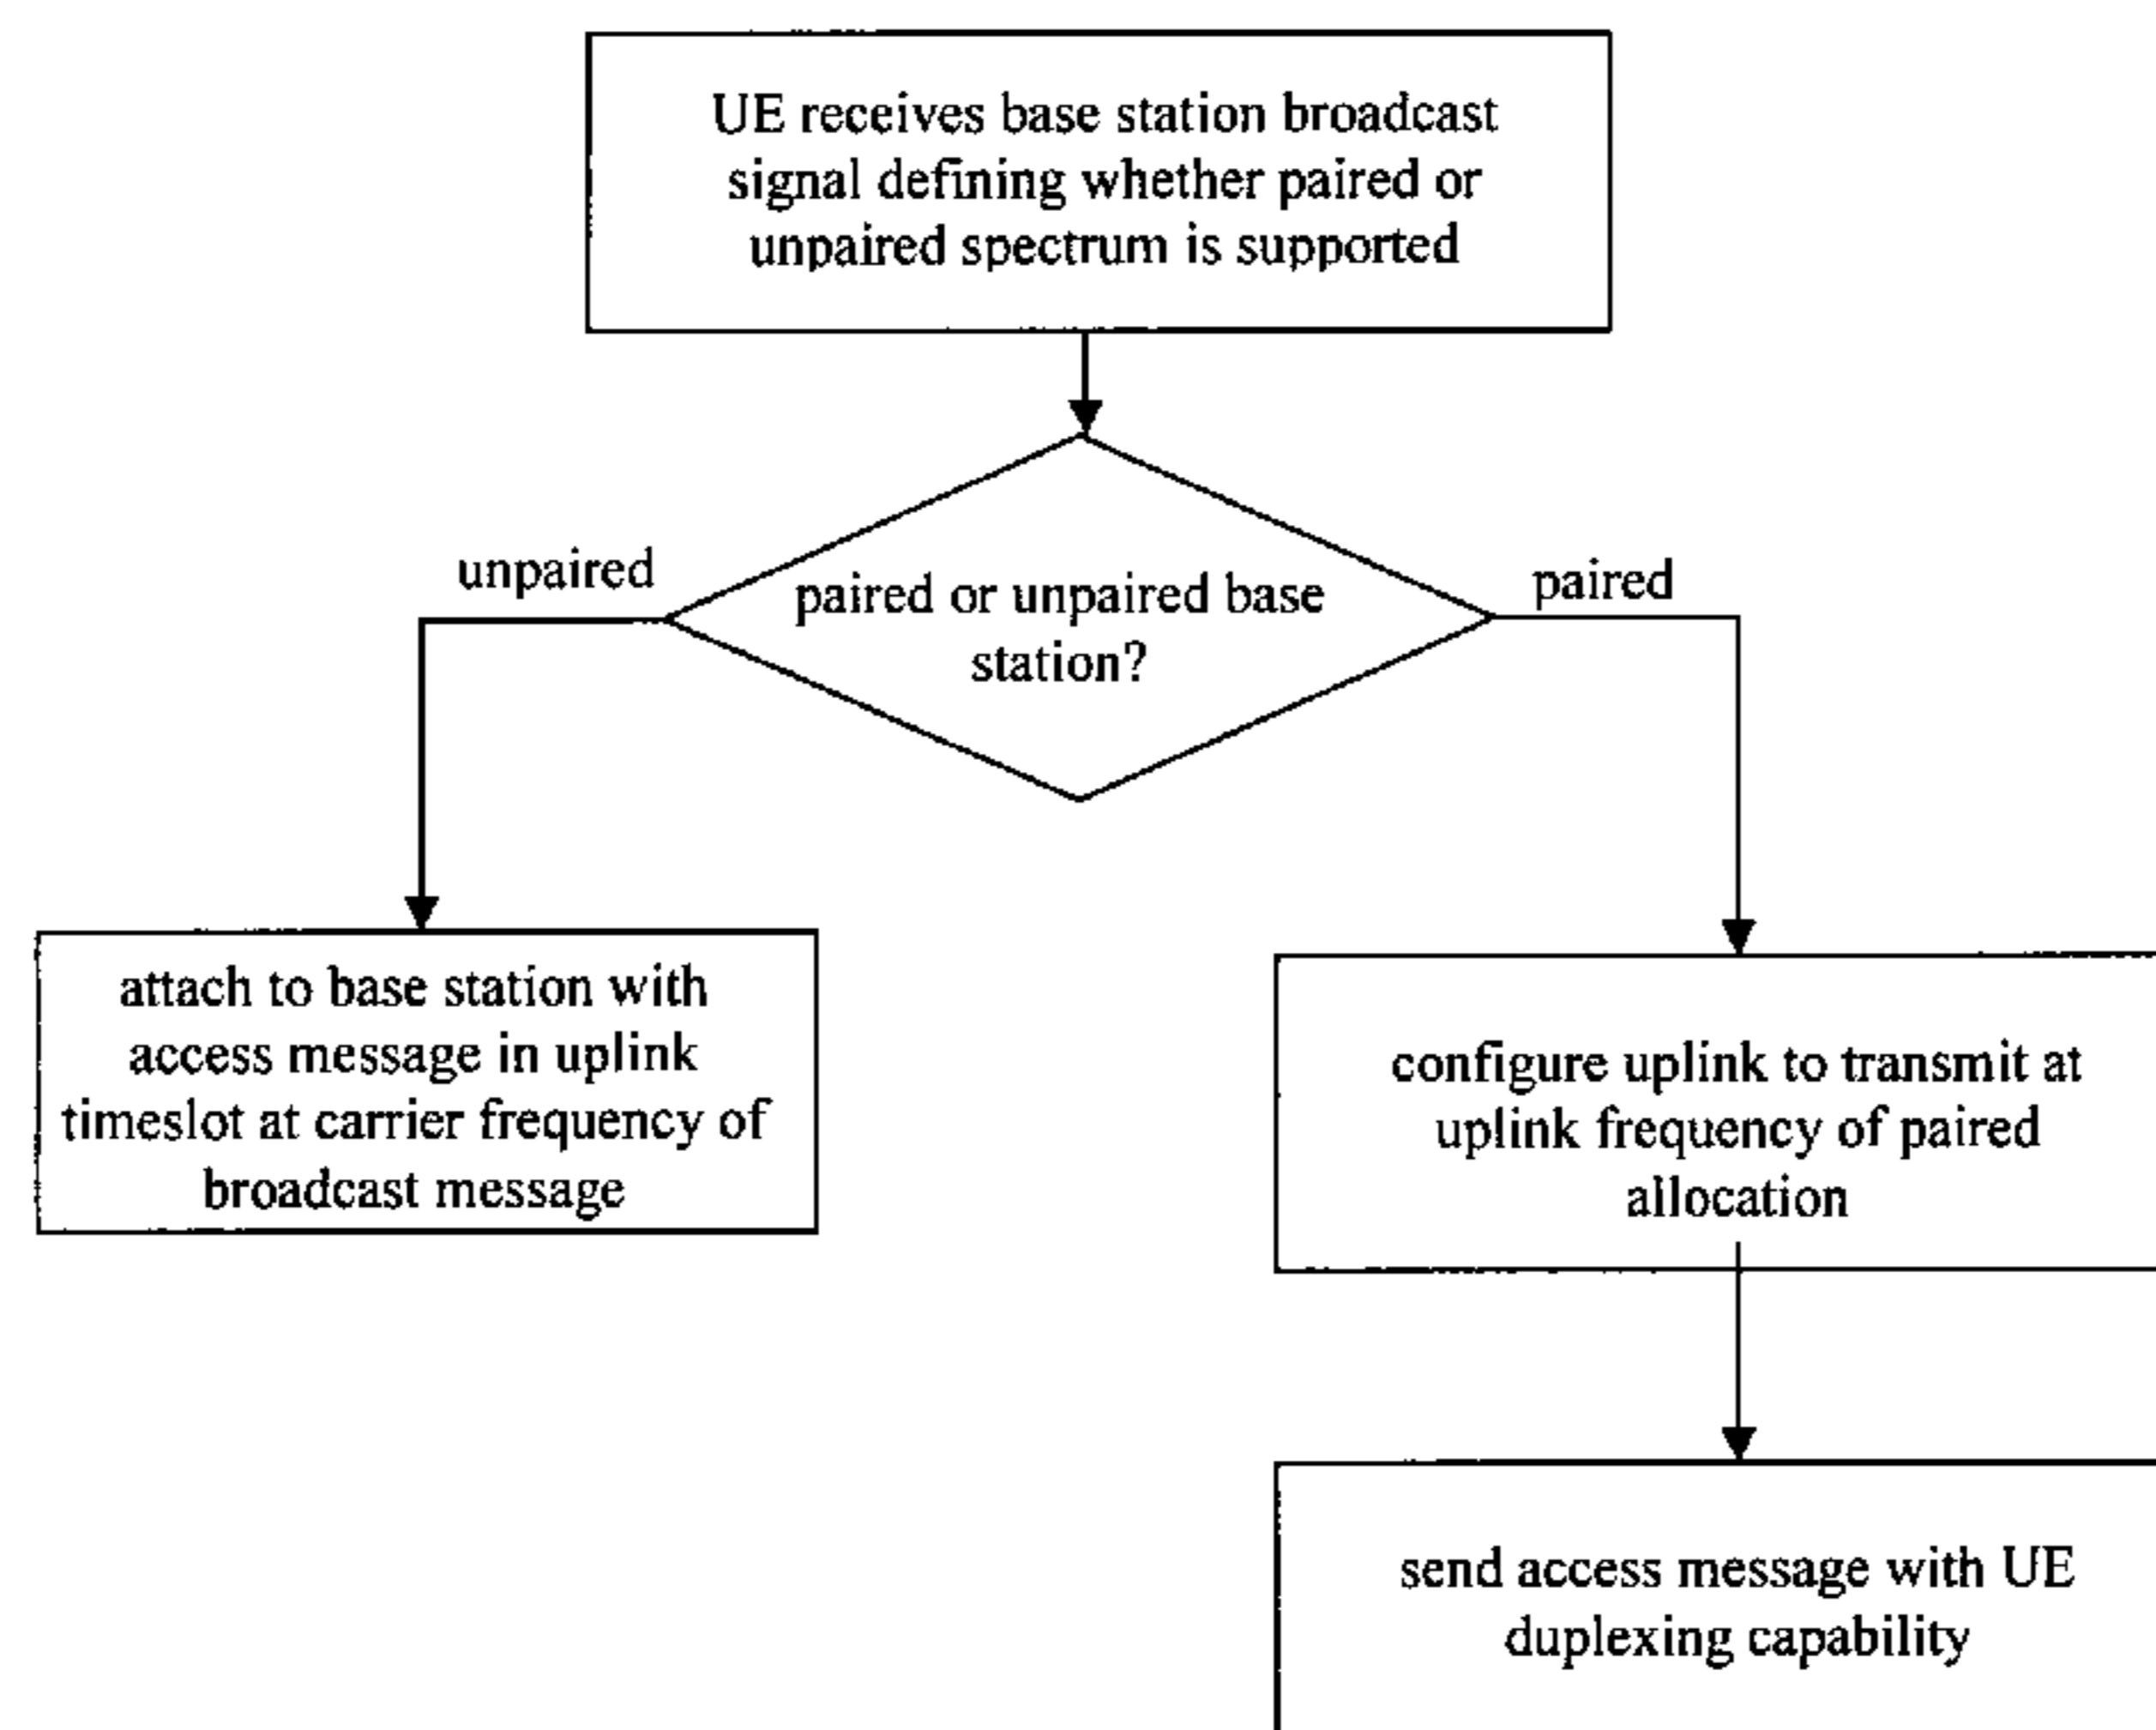 UE receives base station broadcast
signal defining whether paired or
unpaired spectrum is supported
unpaired
paired or unpaired base
station?
paired
attach to base station with
access message in uplink
timeslot at carrier frequency of
broadcast message
configure uplink to transmit at
uplink frequency of paired
allocation
send access message with UE
duplexing capability